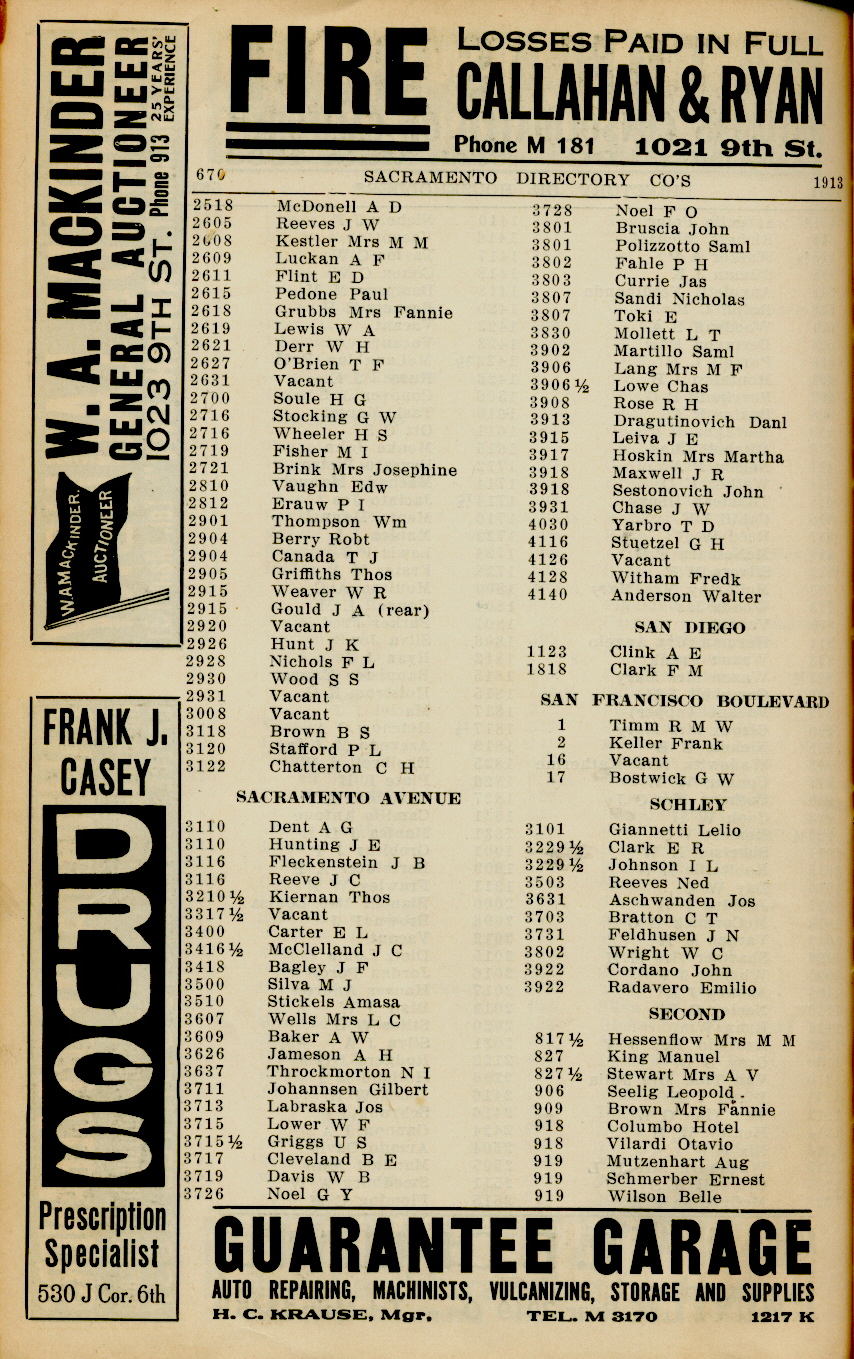 FIRE
LOSSES PAID IN FULL
CALLAHAN & RYAN
Phone M 181 1021 9th St.
W. A. MACKINDER
GENERAL AUCTIONEER
1023 9TH ST. Phone 913 25 YEARS' EXPERIENCE
W.A.MACKINDER.
AUCTIONEER
FRANK J.
CASEY
DRUGS
Prescription
Specialist
530 J Cor. 6th
670 SACRAMENTO DIRECTORY CO'S 1913
2518 McDonell A D
2605 Reeves J W
2608 Kestler Mrs M M
2609 Luckan A F
2611 Flint E D
2615 Pedone Paul
2618 Grubbs Mrs Fannie
2619 Lewis W A
2621 Derr W H
2627 O'Brien T F
2631 Vacant
2700 Soule H G
2716 Stocking G W
2716 Wheeler H S
2719 Fisher M I
2721 Brink Mrs Josephine
2810 Vaughn Edw
2812 Erauw P I
2901 Thompson Wm
2904 Berry Robt
2904 Canada T J
2905 Griffiths Thos
2915 Weaver W R
2915 Gould J A (rear)
2920 Vacant
2926 Hunt J K
2928 Nichols F L
2930 Wood S S
2931 Vacant
3008 Vacant
3118 Brown B S
3120 Stafford P L
3122 Chatterton C H
SACRAMENTO AVENUE
3110 Dent A G
3110 Hunting J E
3116 Fleckenstein J B
3116 Reeve J C
3210½ Kiernan Thos
3317½ Vacant
3400 Carter E L
3416½ McClelland J C
3418 Bagley J F
3500 Silva M J
3510 Stickels Amasa
3607 Wells Mrs L C
3609 Baker A W
3626 Jameson A H
3637 Throckmorton N I
3711 Johannsen Gilbert
3713 Labraska Jos
3715 Lower W F
3715½ Griggs U S
3717 Cleveland B E
3719 Davis W B
3726 Noel G Y
3728 Noel F O
3801 Bruscia John
3801 Polizzotto Saml
3802 Fahle P H
3803 Currie Jas
3807 Sandi Nicholas
3807 Toki E
3830 Mollett L T
3902 Martillo Saml
3906 Lang Mrs M F
3906½ Lowe Chas
3908 Rose R H
3913 Dragutinovich Danl
3915 Leiva J E
3917 Hoskin Mrs Martha
3918 Maxwell J R
3918 Sestonovich John
3931 Chase J W
4030 Yarbro T D
4116 Stuetzel G H
4126 Vacant
4128 Witham Fredk
4140 Anderson Walter
SAN DIEGO
1123 Clink A E
1818 Clark F M
SAN FRANCISCO BOULEVARD
1 Timm R M W
2 Keller Frank
16 Vacant
17 Bostwick G W
SCHLEY
3101 Giannetti Lelio
3229½ Clark E R
3229½ Johnson I L
3503 Reeves Ned
3631 Aschwanden Jos
3703 Bratton C T
3731 Feldhusen J N
3802 Wright W C
3922 Cordano John
3922 Radavero Emilio
SECOND
817½ Hessenflow Mrs M M
827 King Manuel
827½ Stewart Mrs A V
906 Seelig Leopold
909 Brown Mrs Fannie
918 Columbo Hotel
918 Vilardi Otavio
919 Mutzenhart Aug
919 Schmerber Ernest
919 Wilson Belle
GUARANTEE GARAGE
AUTO REPAIRING, MACHINISTS, VULCANIZING, STORAGE AND SUPPLIES
H. C. KRAUSE, Mgr. TEL. M 3170 1217 K